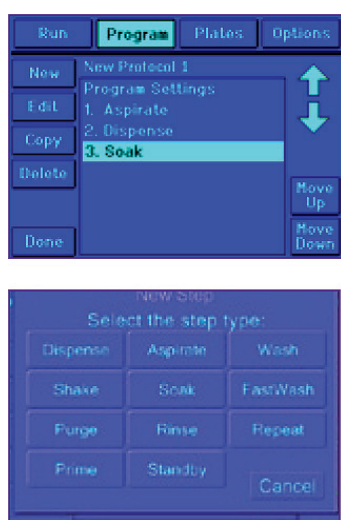 Run Program Plates Options
New
Edit
Copy
Delete
Done
New Protocol 1
Program Settings
1. Aspirate
2. Dispense
3. Soak
Move
Up
Move
Down
New Step
Select the step type:
Dispense Aspirate Wash
Shake Soak FastWash
Purge Rinse Repeat
Prime Standby
Cancel